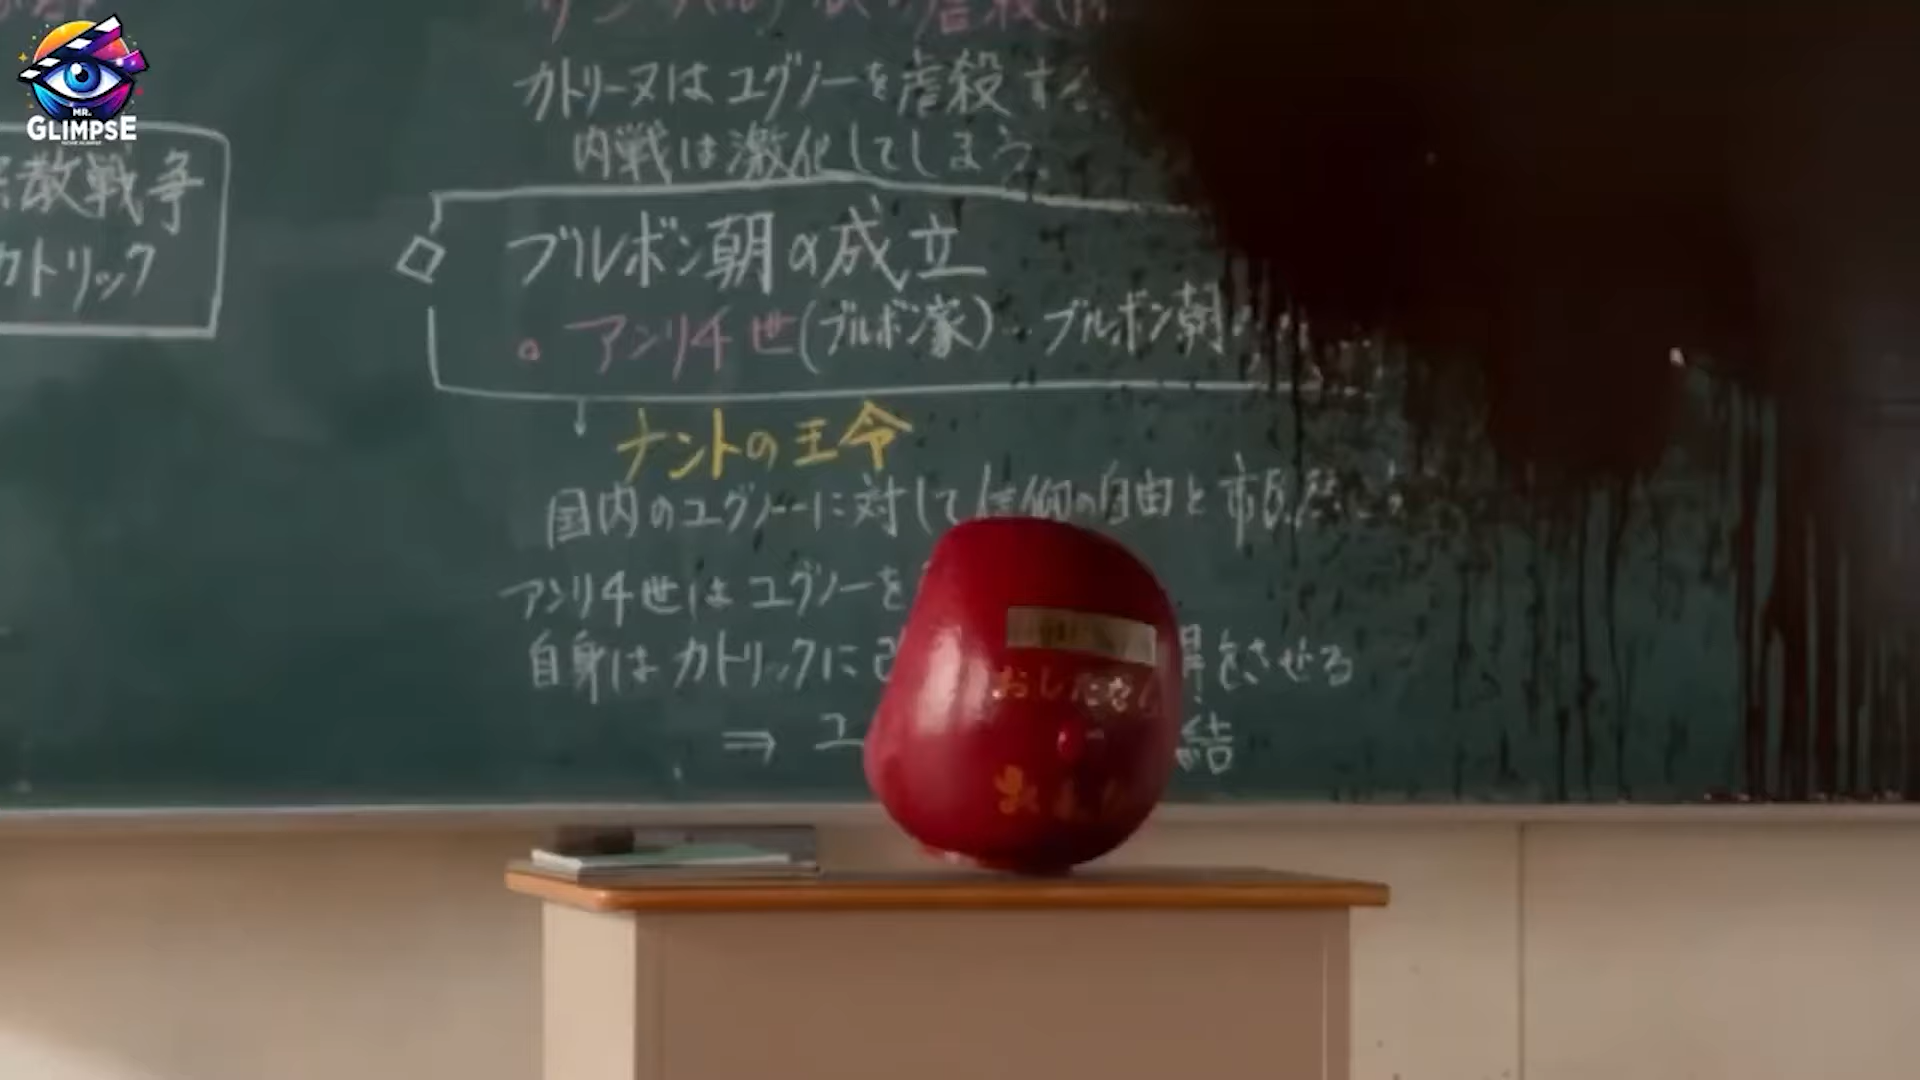 MR.
GLIMPSE
教戦争
カトリック
カトリーヌはユグノーを虐殺す
内戦は激化してしまう
ブルボン朝の成立
アンリ4世(ブルボン家)… ブルボン朝
ナントの王令
国内のユグノーに対して信仰の自由と市民
アンリ4世はユグノーを
自身はカトリックに
させる
⇒ ユ
結